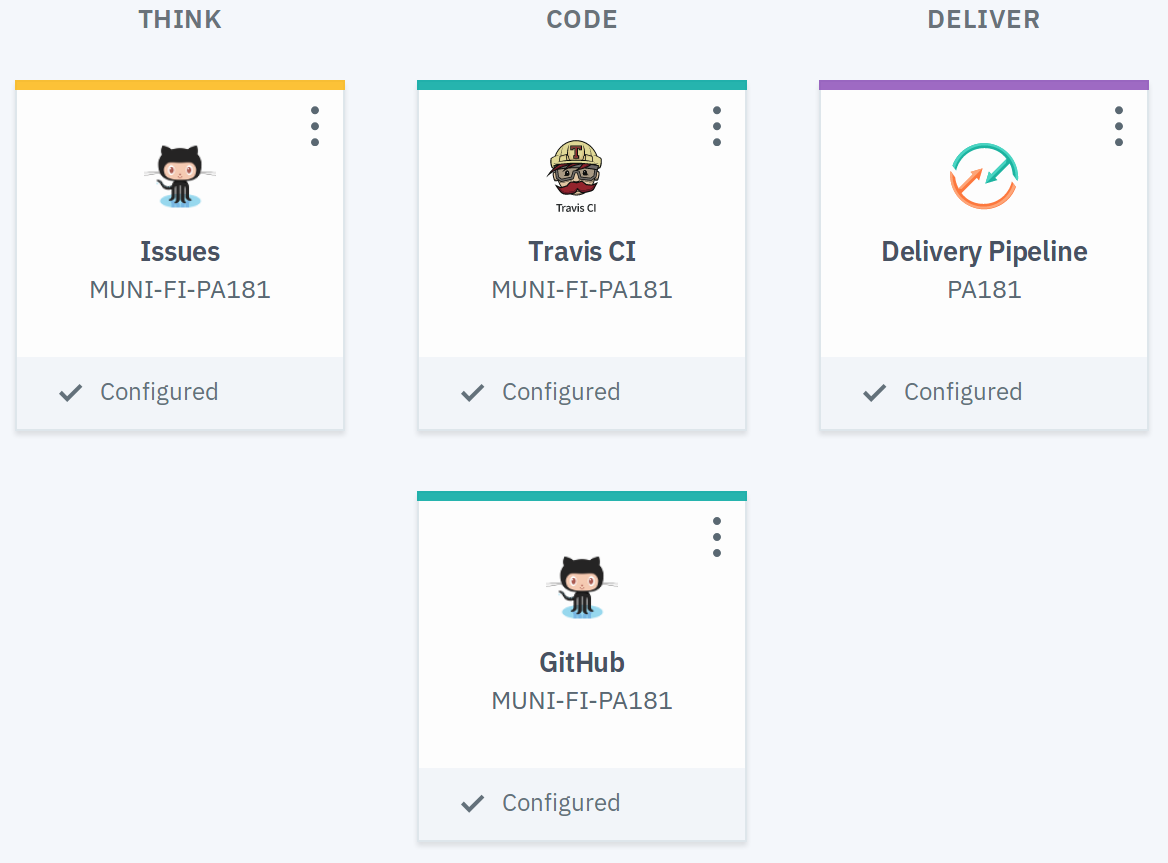 THINK
CODE
DELIVER
Issues
MUNI-FI-PA181
Configured
T
Travis CI
Travis CI
MUNI-FI-PA181
Configured
Delivery Pipeline
PA181
Configured
GitHub
MUNI-FI-PA181
Configured